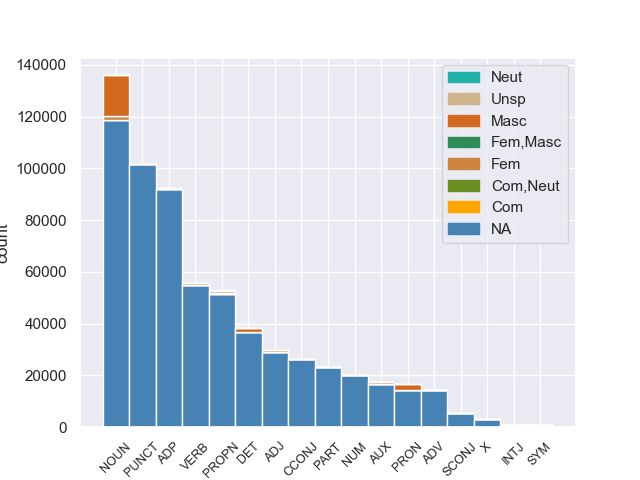 140000
120000
100000
80000
60000
40000
20000
0
count
Neut
Unsp
Masc
Fem,Masc
Fem
Com,Neut
Com
NA
NOUN
PUNCT
ADP
VERB
PROPN
DET
ADJ
CCONJ
PART
NUM
AUX
PRON
ADV
SCONJ
X
INTJ
SYM